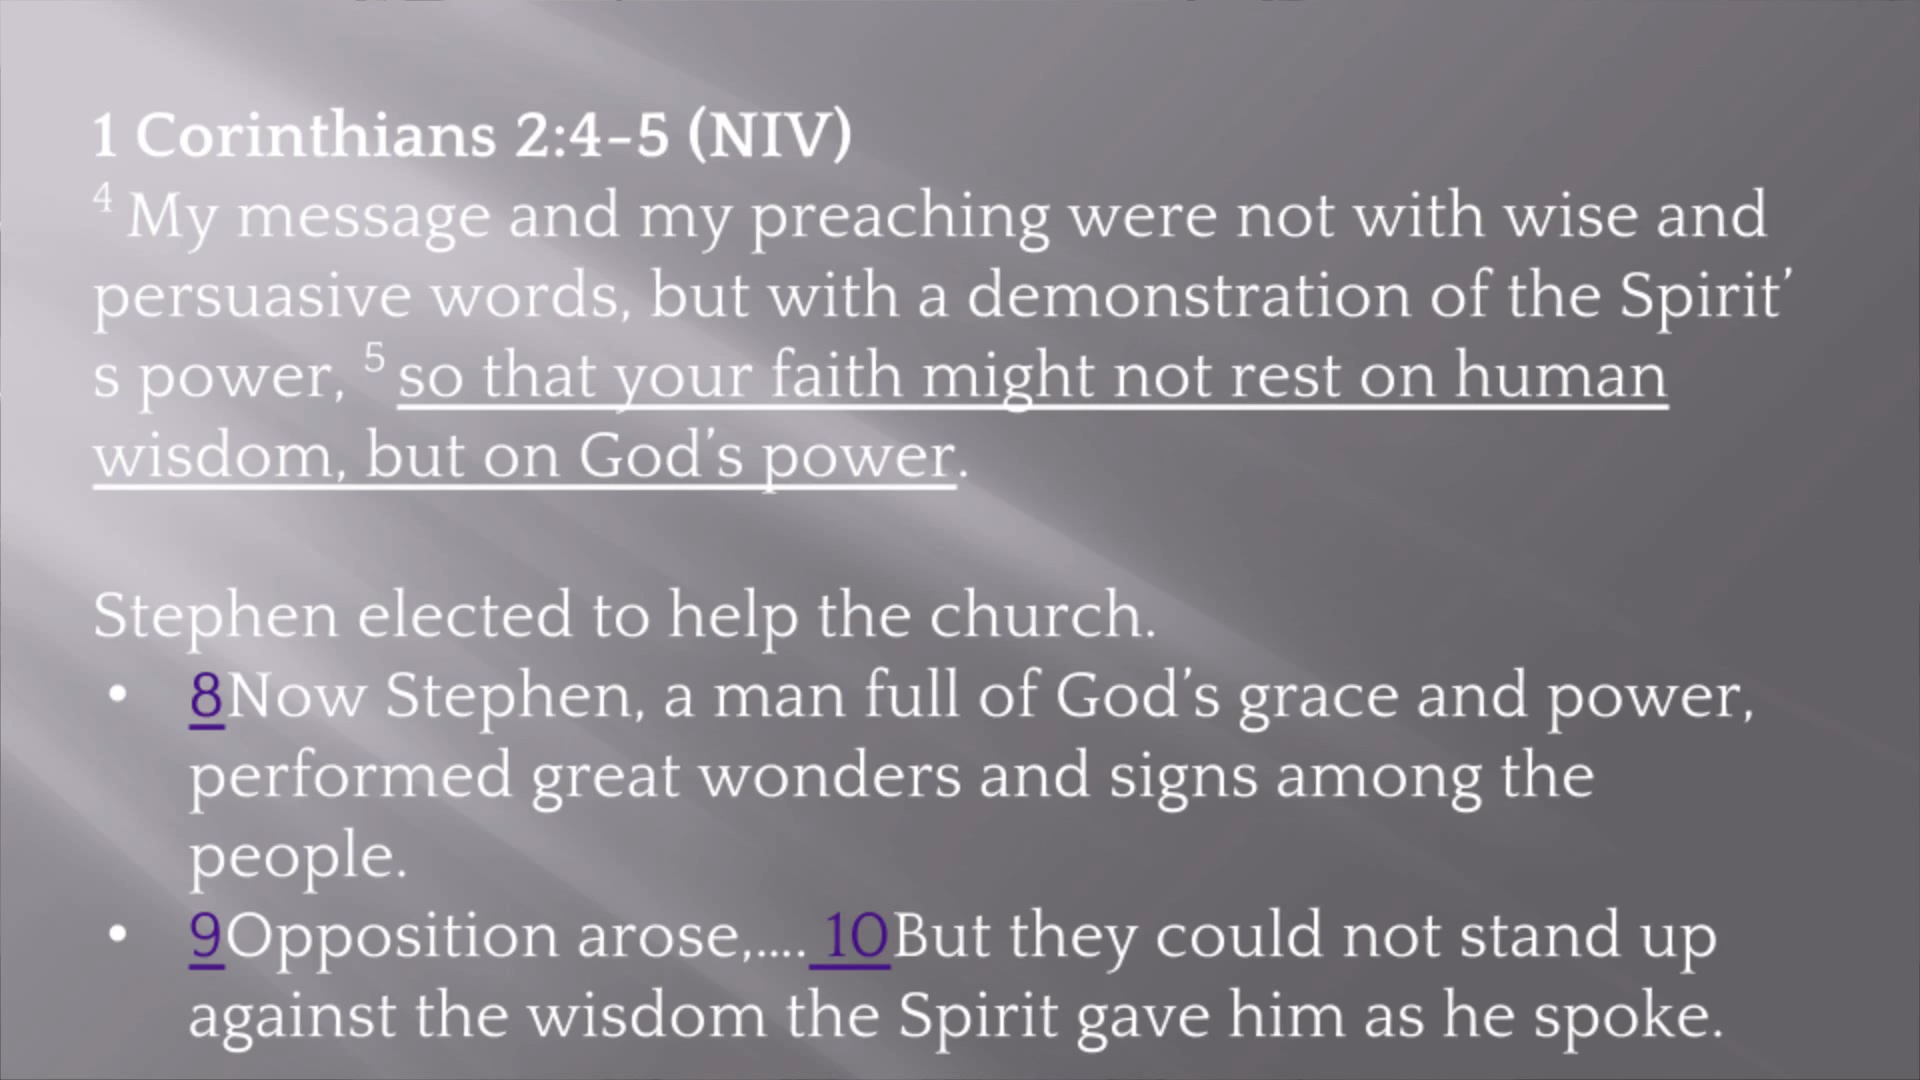 1 Corinthians 2:4–5 (NIV)
4 My message and my preaching were not with wise and
persuasive words, but with a demonstration of the Spirit’
s power, 5 so that your faith might not rest on human
wisdom, but on God’s power.
Stephen elected to help the church.
• 8Now Stephen, a man full of God’s grace and power,
performed great wonders and signs among the
people.
• 9Opposition arose,.... 10But they could not stand up
against the wisdom the Spirit gave him as he spoke.